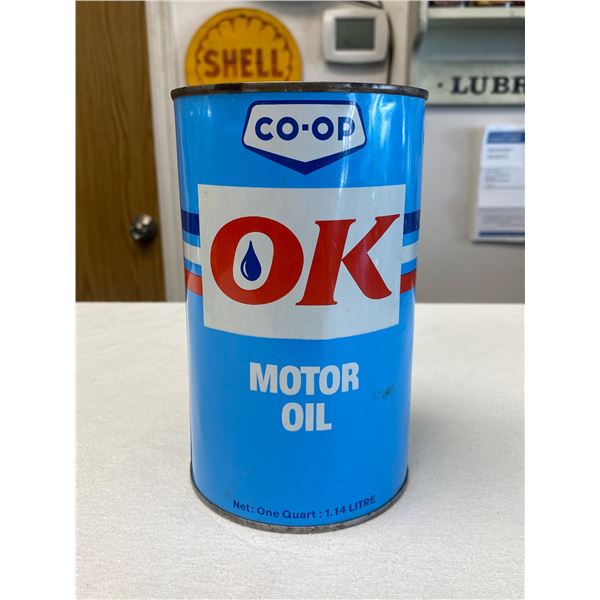 SHELL
LUBR
CO-OP
OK
MOTOR
OIL
Net: One Quart : 1.14 LITRE